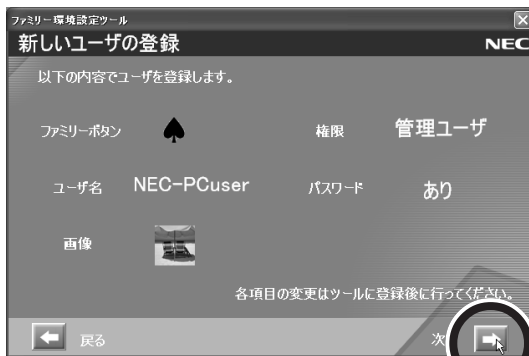 ファミリー環境設定ツール
新しいユーザの登録
NEC
以下の内容でユーザを登録します。
ファミリーボタン
権限 管理ユーザ
ユーザ名 NEC-PCuser
パスワード あり
画像
各項目の変更はツールに登録後に行ってください。
戻る
次